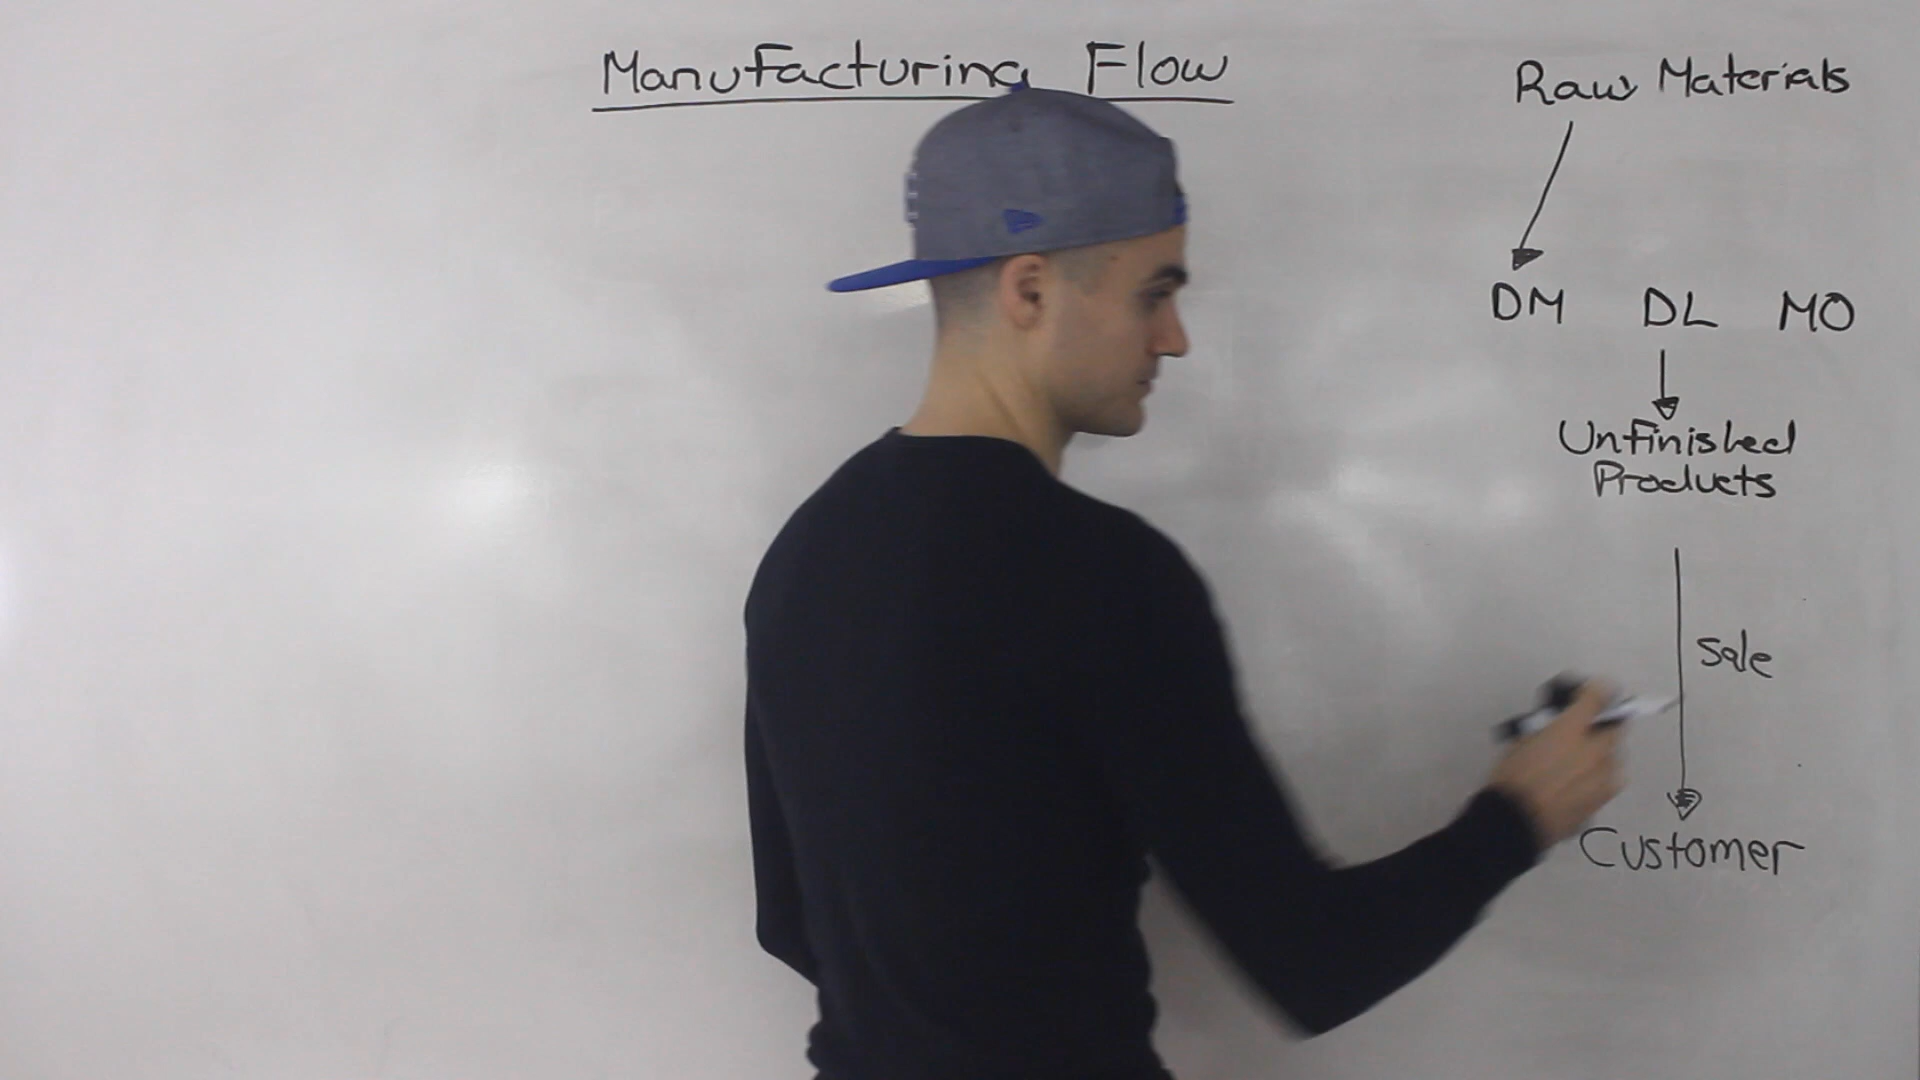 Manufacturing Flow
Raw Materials
DM DL MO
Unfinished
Products
Sale
Customer